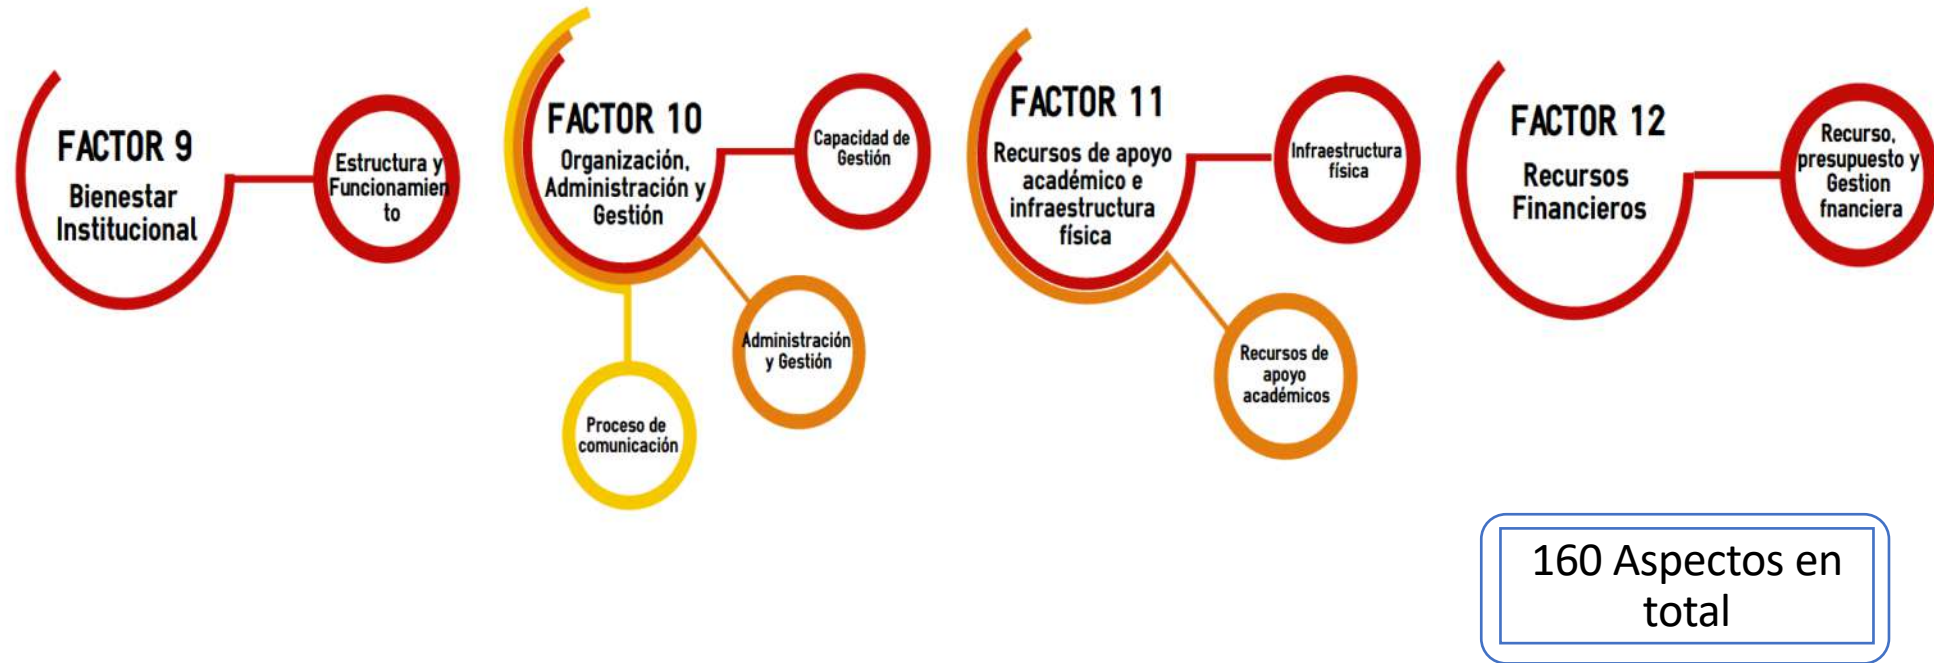 FACTOR 9
Bienestar
Institucional
Estructura y
Funcionamien
to
FACTOR 10
Organización,
Administración y
Gestión
Capacidad de
Gestión
Administración
y Gestión
Proceso de
comunicación
FACTOR 11
Recursos de apoyo
académico e
infraestructura
física
Infraestructura
física
Recursos de
apoyo
académicos
FACTOR 12
Recursos
Financieros
Recurso,
presupuesto y
Gestion
fnanciera
160 Aspectos en
total